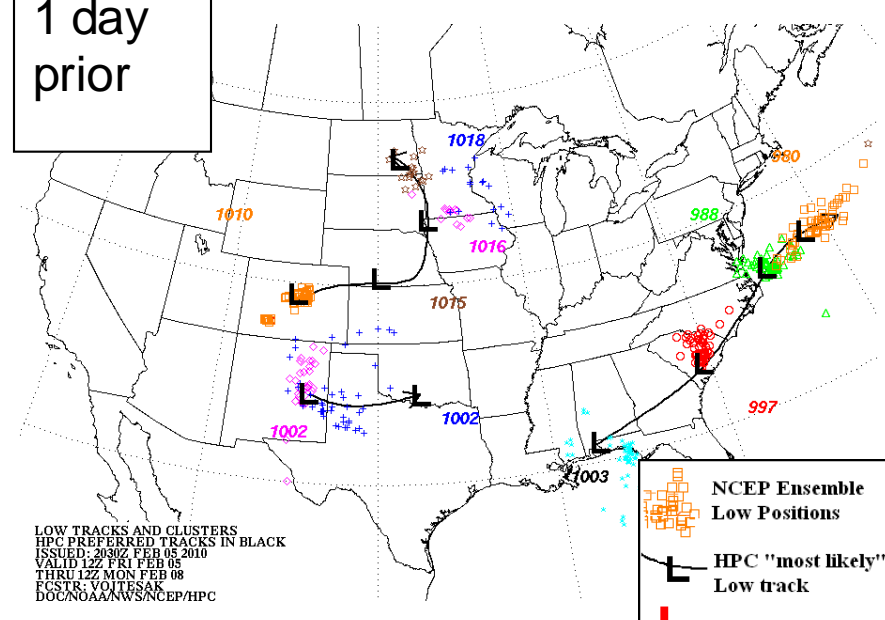 1 day
prior
1018
980
1010
988
1016
1015
1002
1002
997
1003
NCEP Ensemble
Low Positions
HPC "most likely"
Low track
LOW TRACKS AND CLUSTERS
HPC PREFERRED TRACKS IN BLACK
ISSUED: 2030Z FEB 05 2010
VALID 12Z FRI FEB 05
THRU 12Z MON FEB 08
FCSTR: VOJTESAK
DOC/NOAA/NWS/NCEP/HPC
L
L
L
L
L
L
L
L
L
L
L